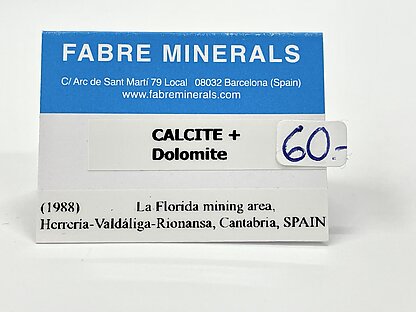 FABRE MINERALS
C/ Arc de Sant Martí 79 Local 08032 Barcelona (Spain)
www.fabreminerals.com
CALCITE +
Dolomite
60.-
(1988) La Florida mining area,
Herrería-Valdáliga-Rionansa, Cantabria, SPAIN